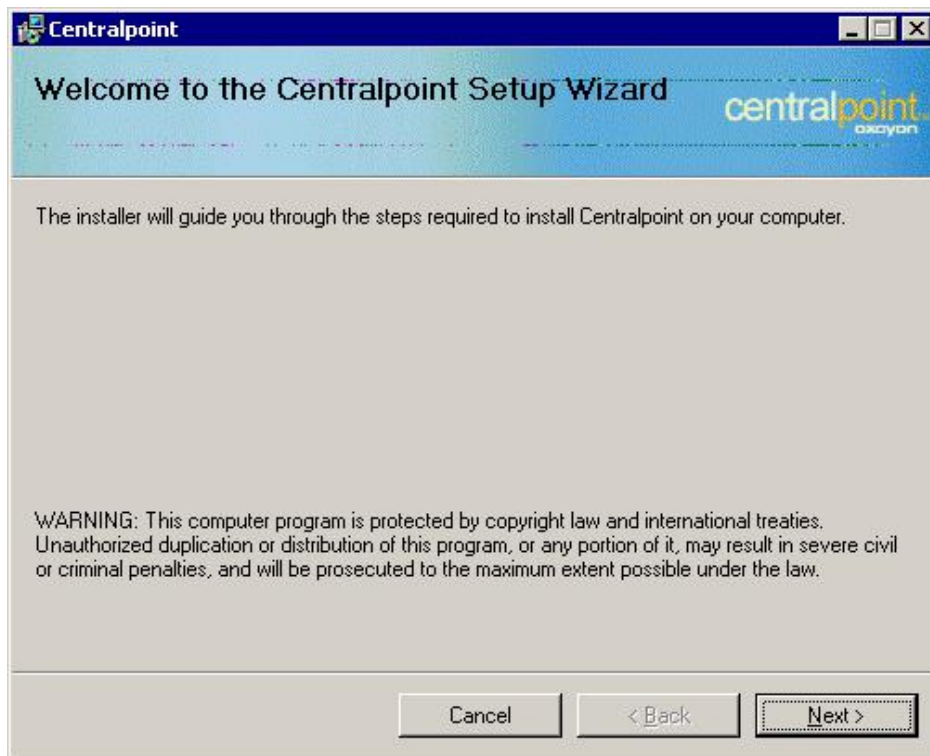 Centralpoint
Welcome to the Centralpoint Setup Wizard
centralpoint
oxcyon
The installer will guide you through the steps required to install Centralpoint on your computer.
WARNING: This computer program is protected by copyright law and international treaties.
Unauthorized duplication or distribution of this program, or any portion of it, may result in severe civil
or criminal penalties, and will be prosecuted to the maximum extent possible under the law.
Cancel
< Back
Next >